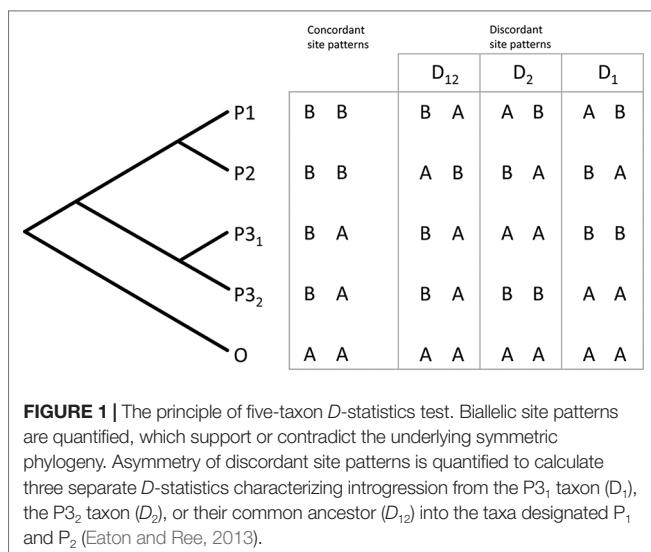 Concordant site patterns
Discordant site patterns
D₁₂ D₂ D₁
P1 B B B A A B A B
P2 B B A B B A B A
P3₁ B A B A A A B B
P3₂ B A B A B B A A
O A A A A A A A A
FIGURE 1 | The principle of five-taxon D-statistics test. Biallelic site patterns
are quantified, which support or contradict the underlying symmetric
phylogeny. Asymmetry of discordant site patterns is quantified to calculate
three separate D-statistics characterizing introgression from the P3₁ taxon (D₁),
the P3₂ taxon (D₂), or their common ancestor (D₁₂) into the taxa designated P₁
and P₂ (Eaton and Ree, 2013).